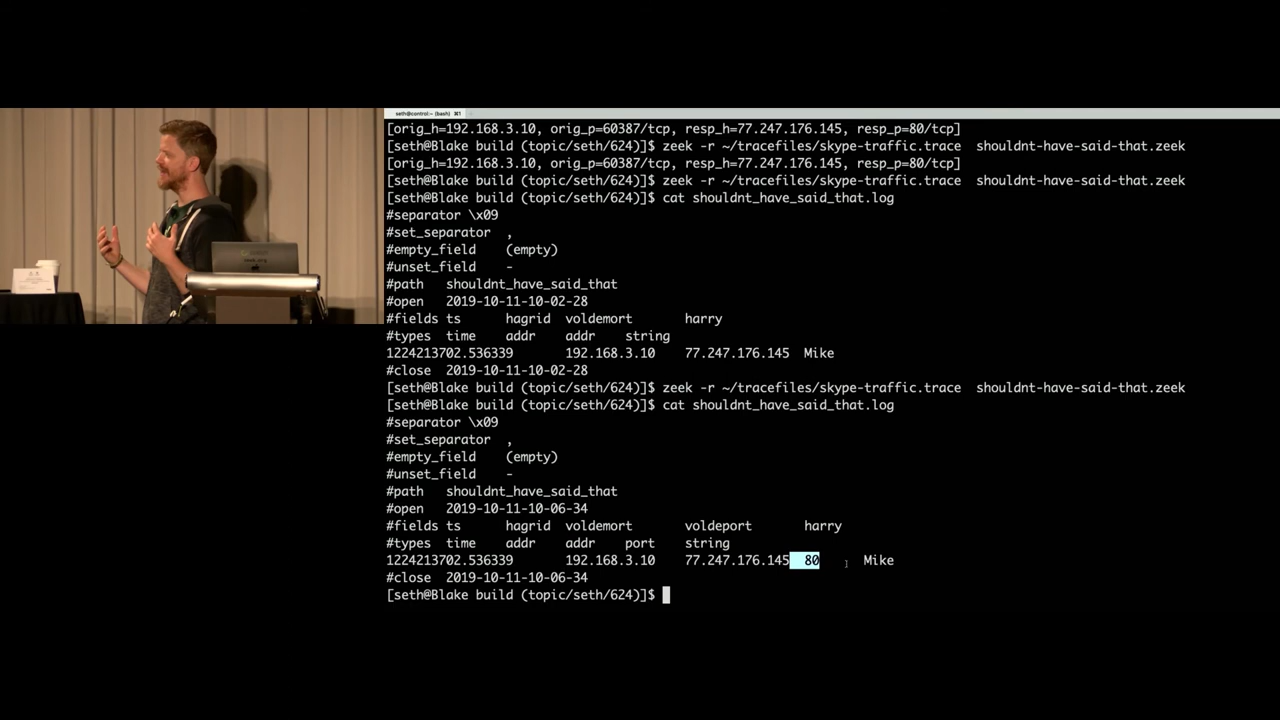 seth@control:~ (bash) ⌘1
[orig_h=192.168.3.10, orig_p=60387/tcp, resp_h=77.247.176.145, resp_p=80/tcp]
[seth@Blake build (topic/seth/624)]$ zeek -r ~/tracefiles/skype-traffic.trace  shouldnt-have-said-that.zeek
[orig_h=192.168.3.10, orig_p=60387/tcp, resp_h=77.247.176.145, resp_p=80/tcp]
[seth@Blake build (topic/seth/624)]$ zeek -r ~/tracefiles/skype-traffic.trace  shouldnt-have-said-that.zeek
[seth@Blake build (topic/seth/624)]$ cat shouldnt_have_said_that.log
#separator \x09
#set_separator  ,
#empty_field    (empty)
#unset_field    -
#path   shouldnt_have_said_that
#open   2019-10-11-10-02-28
#fields ts      hagrid  voldemort       harry
#types  time    addr    addr    string
1224213702.536339       192.168.3.10    77.247.176.145  Mike
#close  2019-10-11-10-02-28
[seth@Blake build (topic/seth/624)]$ zeek -r ~/tracefiles/skype-traffic.trace  shouldnt-have-said-that.zeek
[seth@Blake build (topic/seth/624)]$ cat shouldnt_have_said_that.log
#separator \x09
#set_separator  ,
#empty_field    (empty)
#unset_field    -
#path   shouldnt_have_said_that
#open   2019-10-11-10-06-34
#fields ts      hagrid  voldemort       voldeport       harry
#types  time    addr    addr    port    string
1224213702.536339       192.168.3.10    77.247.176.145  80      Mike
#close  2019-10-11-10-06-34
[seth@Blake build (topic/seth/624)]$